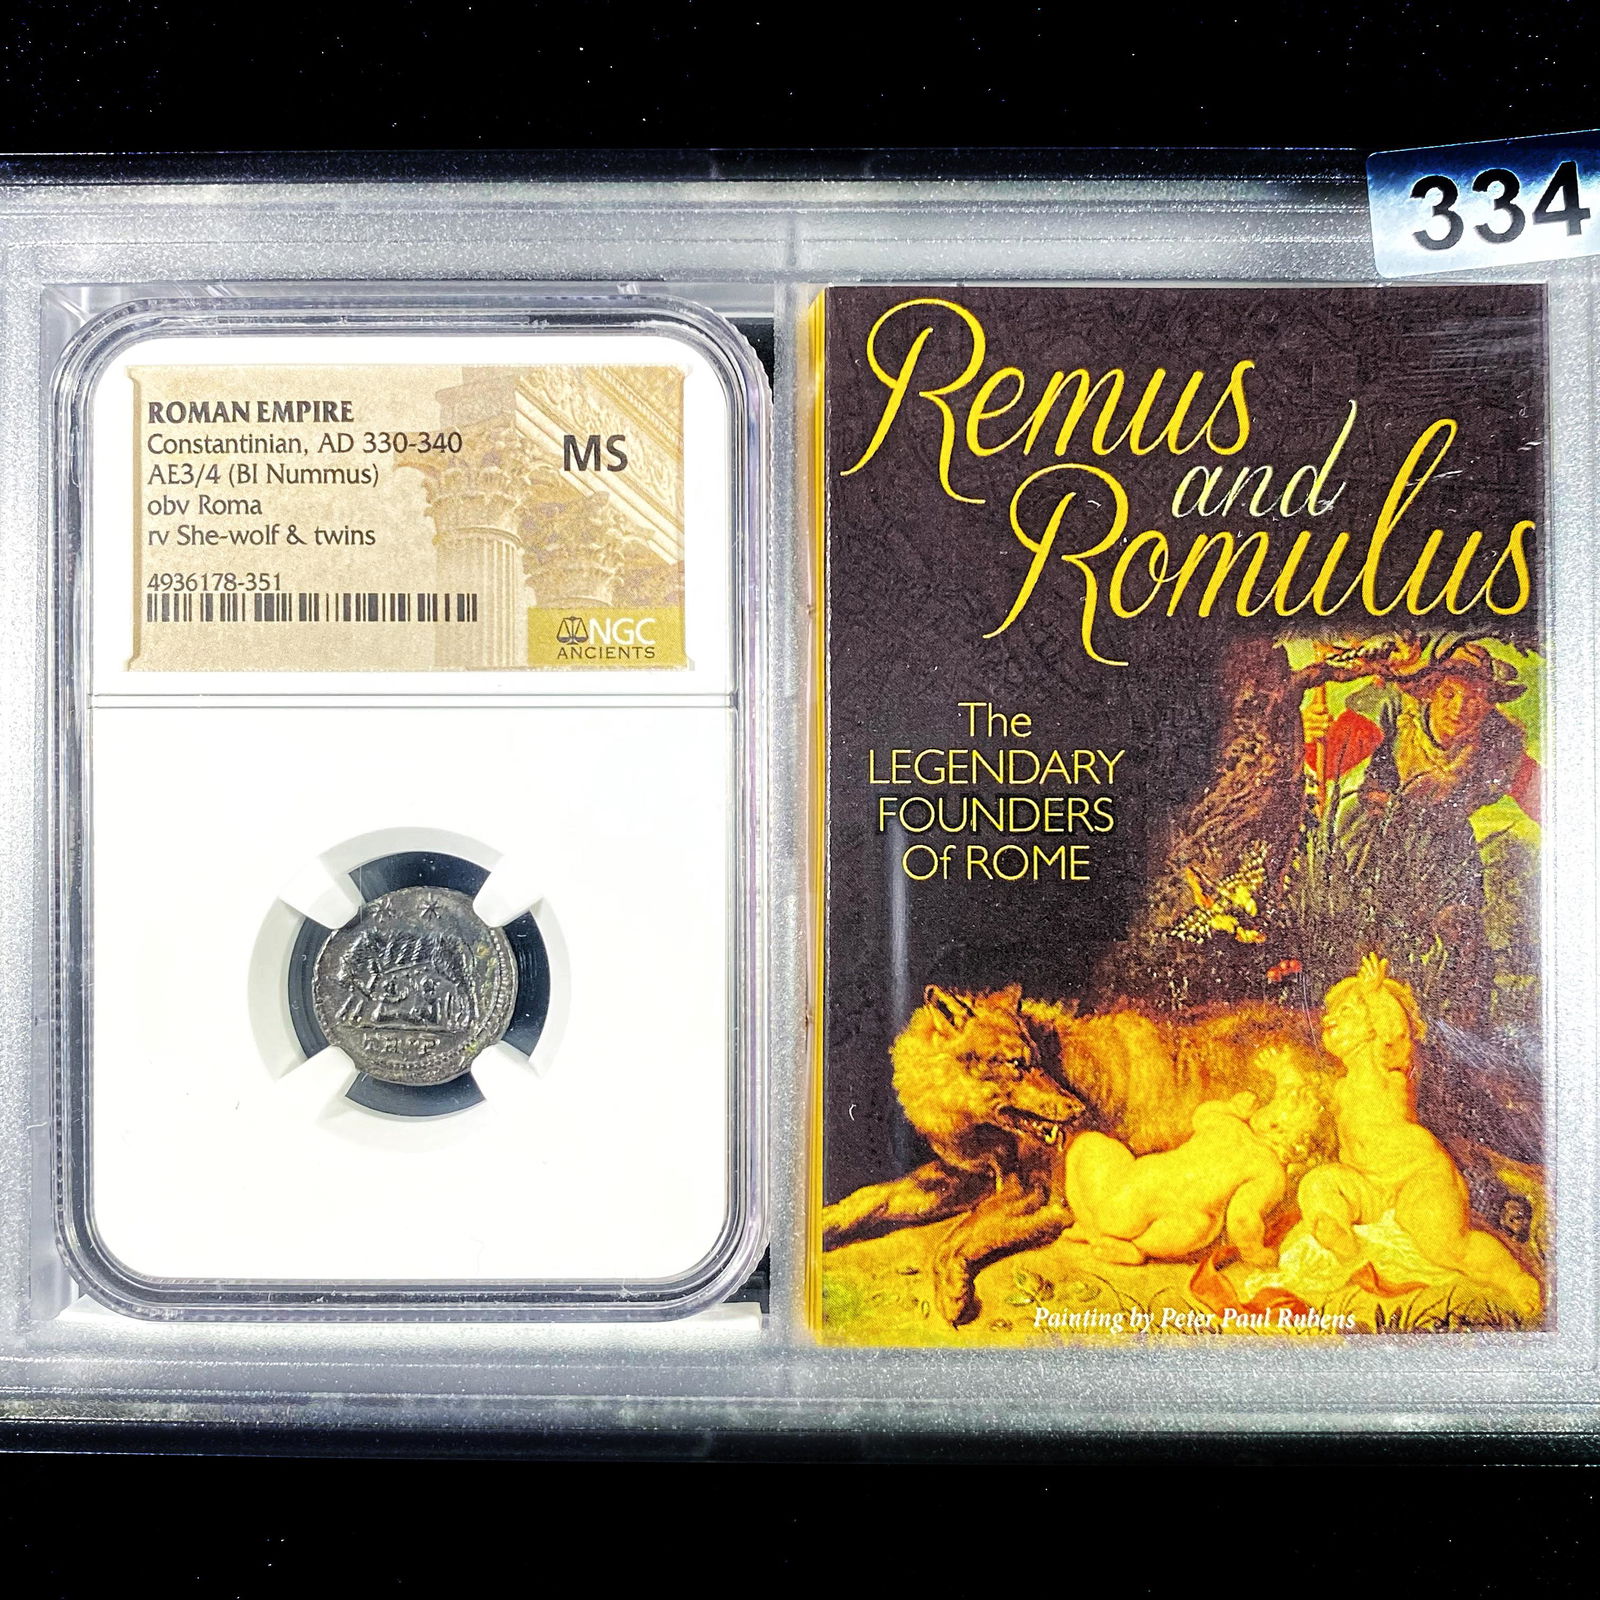 334
ROMAN EMPIRE
Constantinian, AD 330-340
AE3/4 (BI Nummus)
obv Roma
rv She-wolf & twins
4936178-351
MS
NGC
ANCIENTS
Remus
and
Romulus
The
LEGENDARY
FOUNDERS
Of ROME
Painting by Peter Paul Rubens